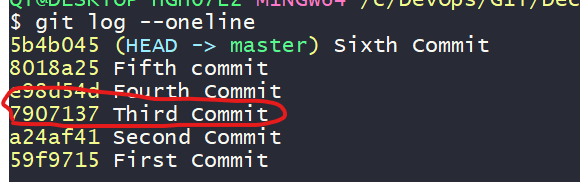 $ git log --oneline
5b4b045 (HEAD -> master) Sixth Commit
8018a25 Fifth commit
e98d54d Fourth Commit
7907137 Third Commit
a24af41 Second Commit
59f9715 First Commit